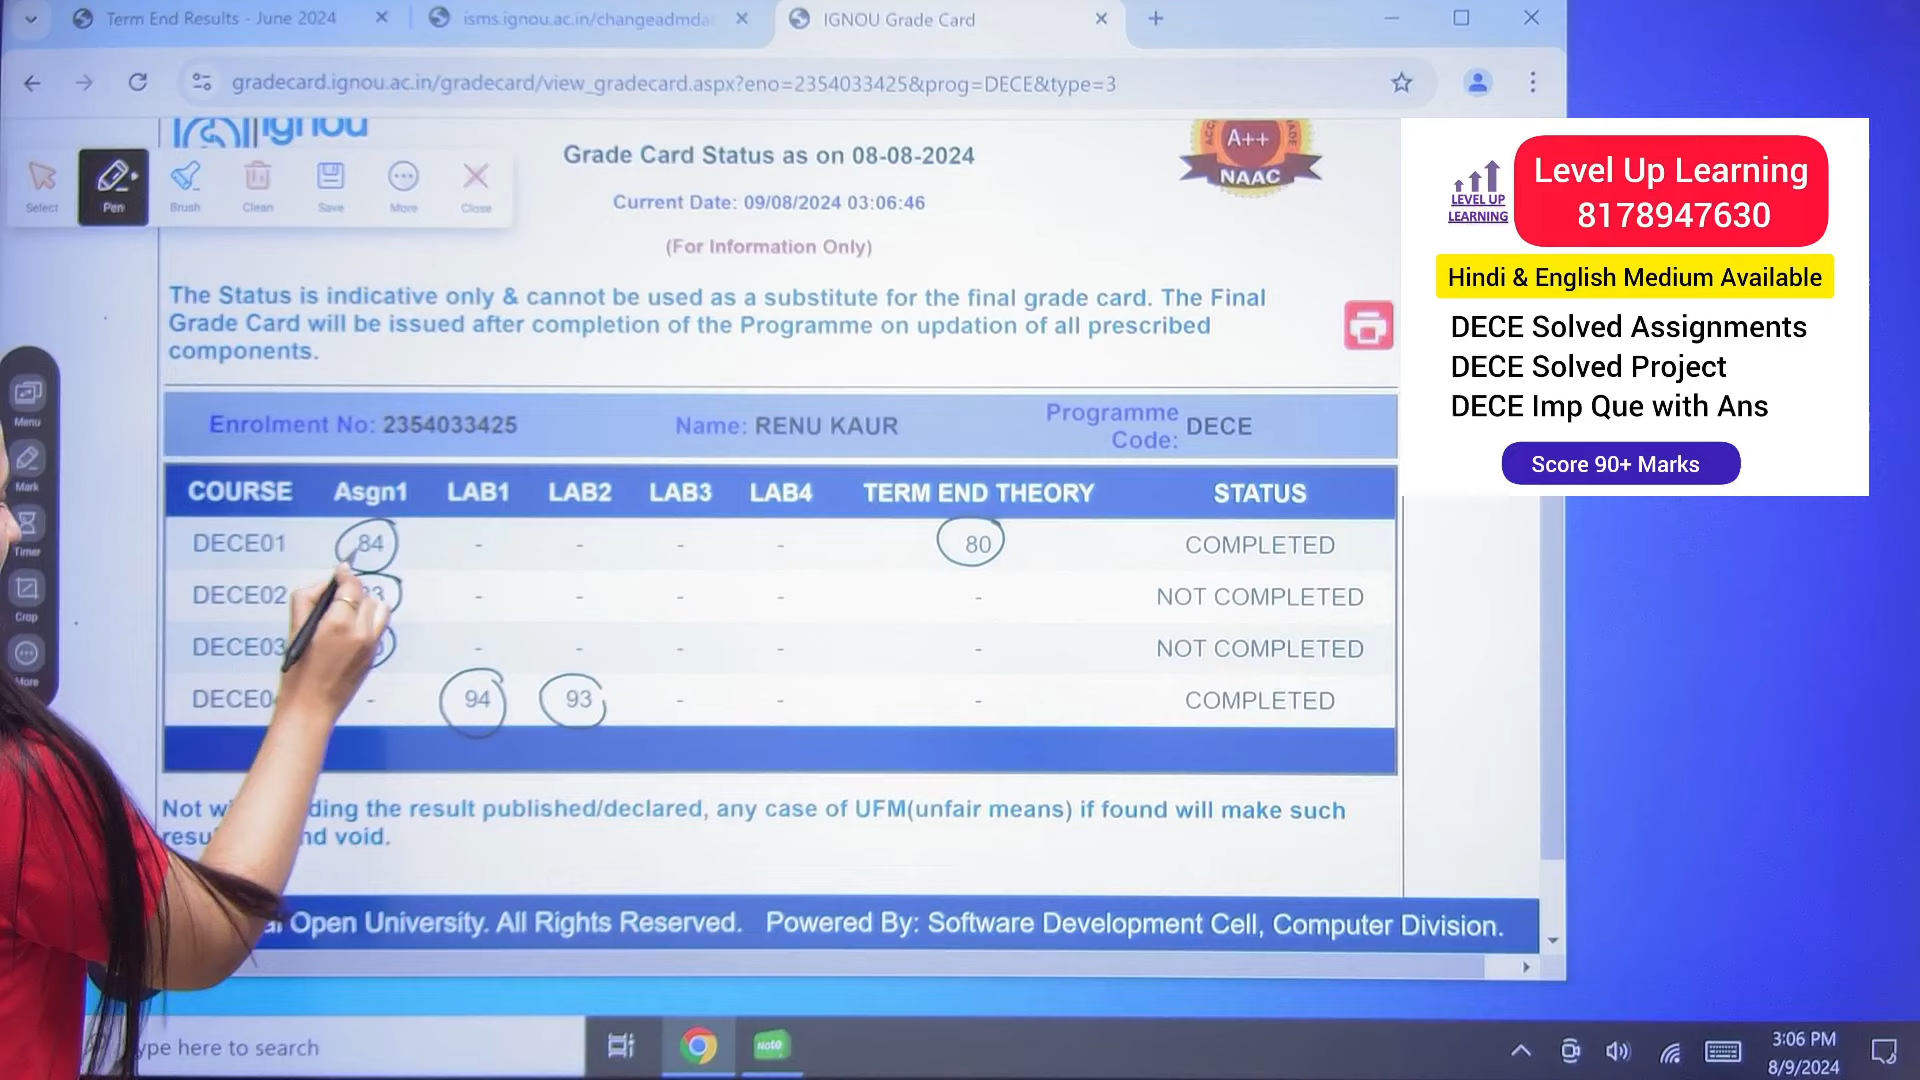 Term End Results - June 2024
isms.ignou.ac.in/changeadmda
IGNOU Grade Card
gradecard.ignou.ac.in/gradecard/view_gradecard.aspx?eno=2354033425&prog=DECE&type=3
ignou
Select
Pen
Brush
Clean
Save
More
Close
Grade Card Status as on 08-08-2024
Current Date: 09/08/2024 03:06:46
(For Information Only)
A++
NAAC
The Status is indicative only & cannot be used as a substitute for the final grade card. The Final
Grade Card will be issued after completion of the Programme on updation of all prescribed
components.
Level Up Learning
8178947630
LEVEL UP
LEARNING
Hindi & English Medium Available
DECE Solved Assignments
DECE Solved Project
DECE Imp Que with Ans
Score 90+ Marks
Menu
Mark
Timer
Crop
More
Enrolment No: 2354033425 Name: RENU KAUR Programme Code: DECE
COURSE Asgn1 LAB1 LAB2 LAB3 LAB4 TERM END THEORY STATUS
DECE01 84 - - - - 80 COMPLETED
DECE02 - - - - - NOT COMPLETED
DECE03 - - - - - NOT COMPLETED
- 94 93 - - - COMPLETED
Not the result published/declared, any case of UFM(unfair means) if found will make such
void.
Open University. All Rights Reserved. Powered By: Software Development Cell, Computer Division.
ype here to search
Note
3:06 PM
8/9/2024